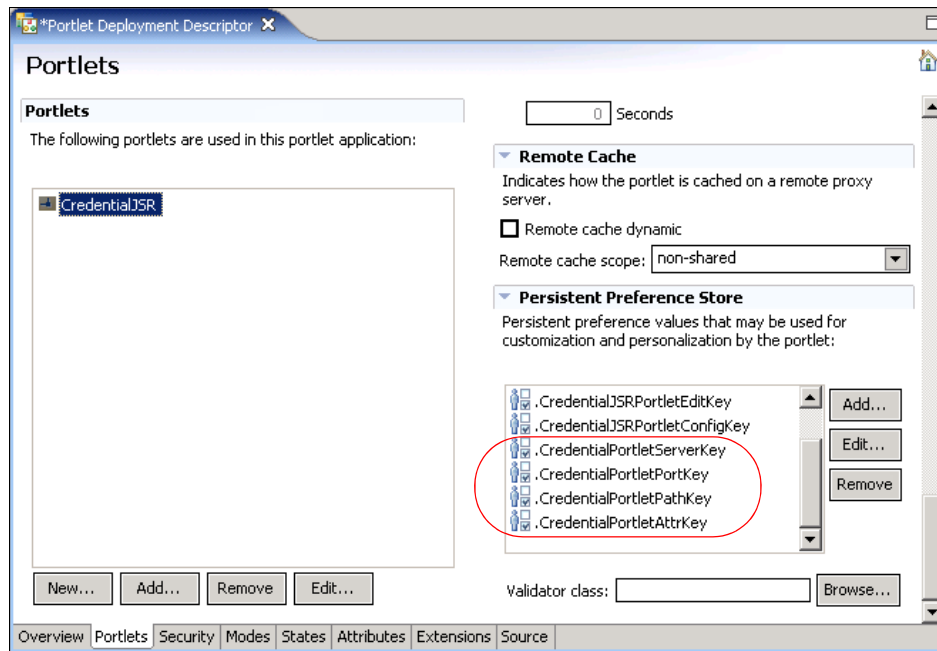 *Portlet Deployment Descriptor
Portlets
Portlets
The following portlets are used in this portlet application:
CredentialJSR
New...
Add...
Remove
Edit...
0 Seconds
Remote Cache
Indicates how the portlet is cached on a remote proxy
server.
Remote cache dynamic
Remote cache scope: non-shared
Persistent Preference Store
Persistent preference values that may be used for
customization and personalization by the portlet:
.CredentialJSRPortletEditKey
.CredentialJSRPortletConfigKey
.CredentialPortletServerKey
.CredentialPortletPortKey
.CredentialPortletPathKey
.CredentialPortletAttrKey
Add...
Edit...
Remove
Validator class:
Browse...
Overview Portlets Security Modes States Attributes Extensions Source